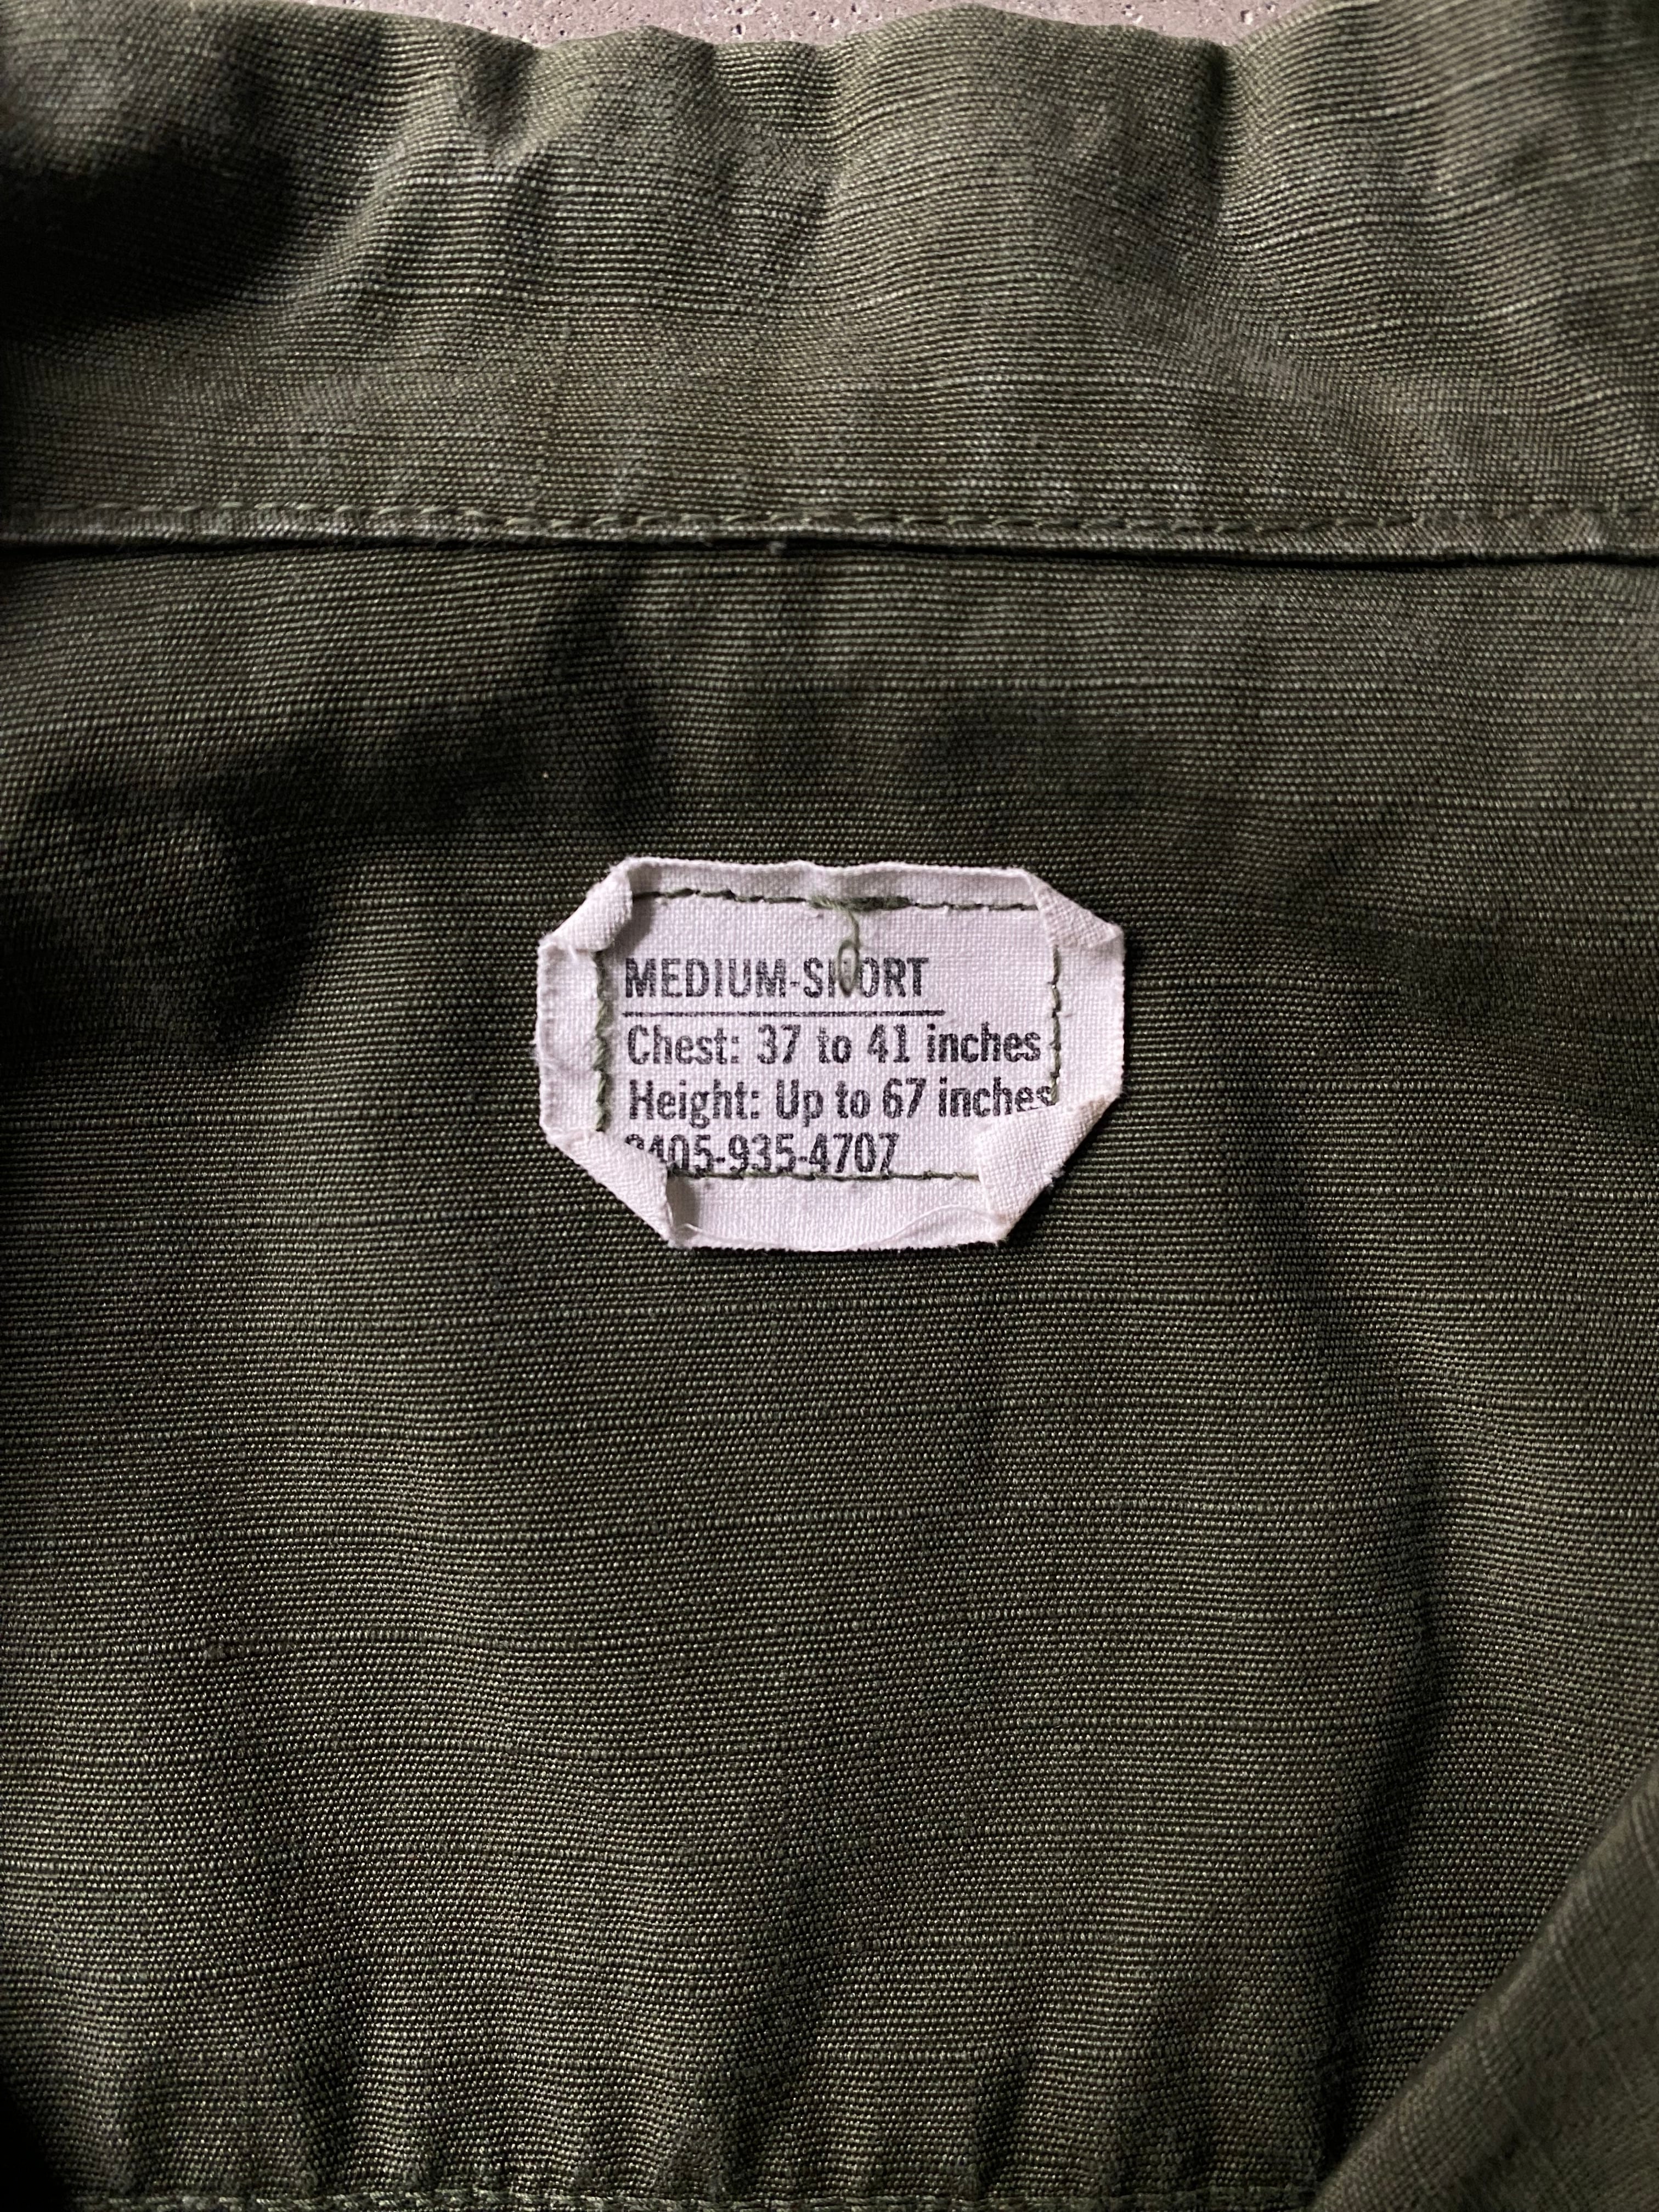 MEDIUM-SHORT
Chest: 37 to 41 inches
Height: Up to 67 inches
8405-935-4707